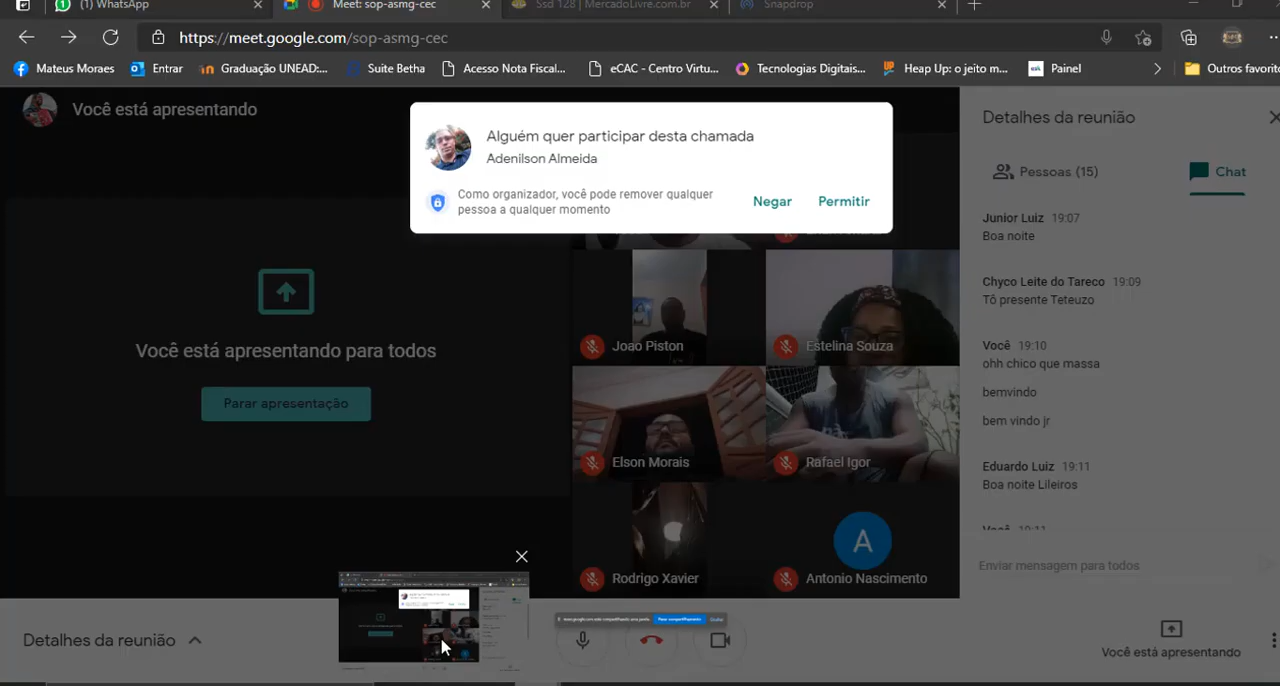 (1) WhatsApp
Meet: sop-asmg-cec
Ssd 128 | MercadoLivre.com.br
Snapdrop
https://meet.google.com/sop-asmg-cec
Mateus Moraes
Entrar
Graduação UNEAD:...
Suite Betha
Acesso Nota Fiscal...
eCAC - Centro Virtu...
Tecnologias Digitais...
Heap Up: o jeito m...
Painel
Outros favorito
Você está apresentando
Alguém quer participar desta chamada
Adenilson Almeida
Como organizador, você pode remover qualquer
pessoa a qualquer momento
Negar
Permitir
Você está apresentando para todos
Parar apresentação
Joao Piston
Estelina Souza
Elson Morais
Rafael Igor
Rodrigo Xavier
A
Antonio Nascimento
Detalhes da reunião
Pessoas (15)
Chat
Junior Luiz 19:07
Boa noite
Chyco Leite do Tareco 19:09
Tô presente Teteuzo
Você 19:10
ohh chico que massa
bemvindo
bem vindo jr
Eduardo Luiz 19:11
Boa noite Lileiros
Você 19:11
Enviar mensagem para todos
Detalhes da reunião
Você está apresentando